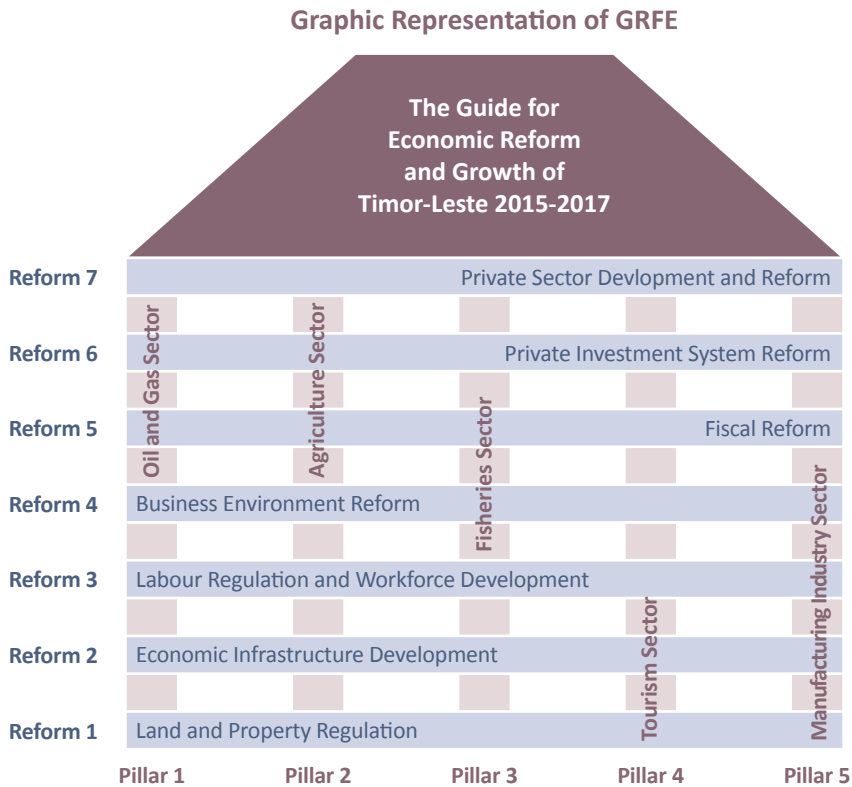 Graphic Representation of GRFE
The Guide for
Economic Reform
and Growth of
Timor-Leste 2015-2017
Reform 7
Private Sector Devlopment and Reform
Reform 6
Private Investment System Reform
Reform 5
Fiscal Reform
Reform 4
Business Environment Reform
Reform 3
Labour Regulation and Workforce Development
Reform 2
Economic Infrastructure Development
Reform 1
Land and Property Regulation
Oil and Gas Sector
Agriculture Sector
Fisheries Sector
Tourism Sector
Manufacturing Industry Sector
Pillar 1
Pillar 2
Pillar 3
Pillar 4
Pillar 5